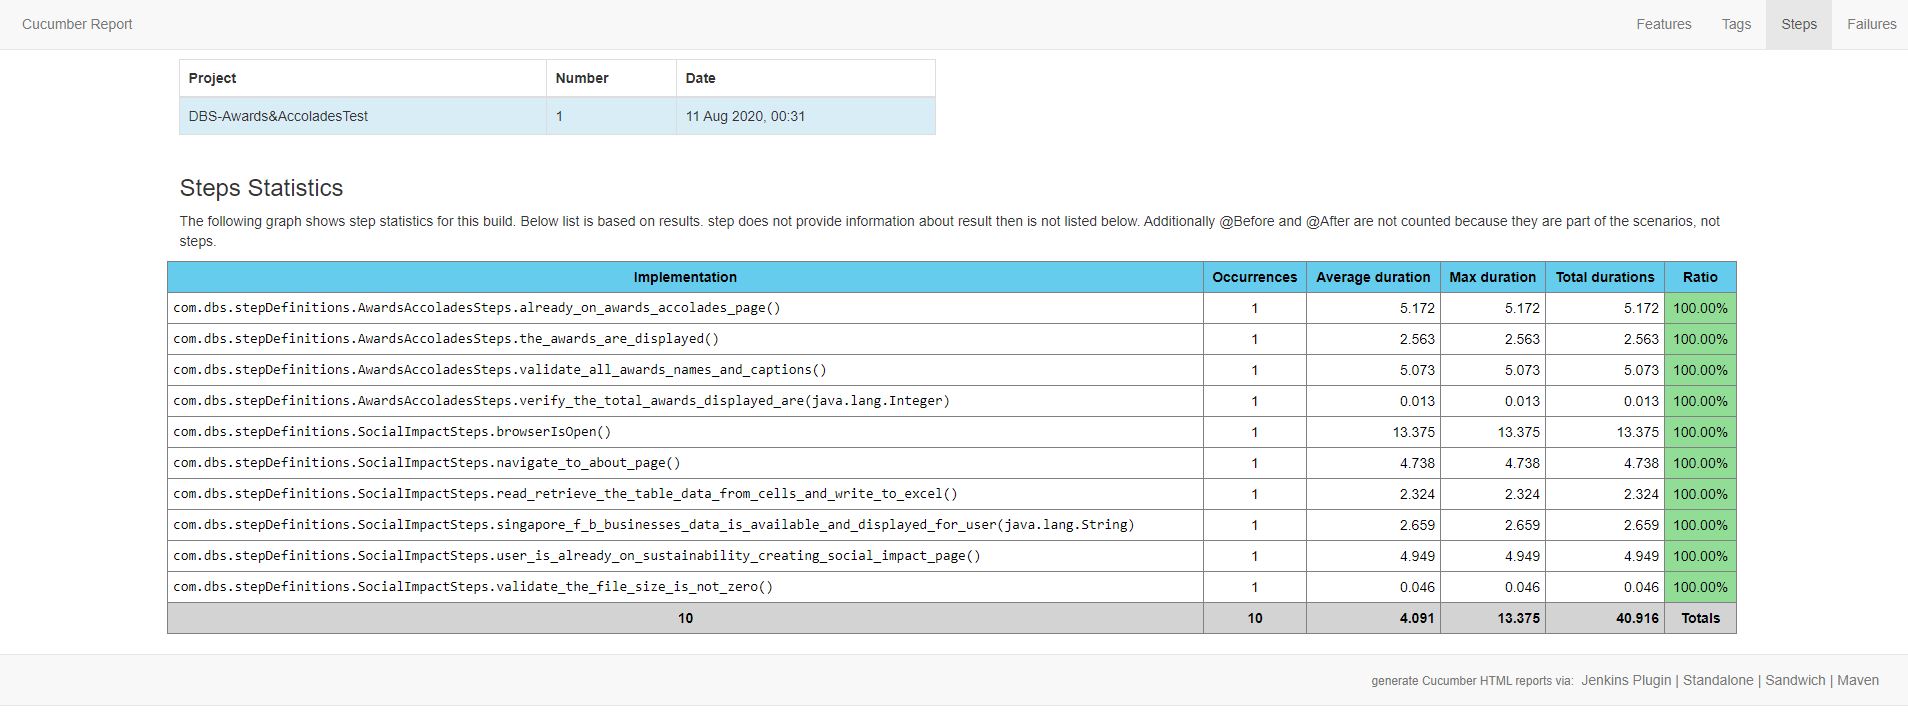 Cucumber Report Features Tags Steps Failures
Project Number Date
DBS-Awards&AccoladesTest 1 11 Aug 2020, 00:31
Steps Statistics
The following graph shows step statistics for this build. Below list is based on results. step does not provide information about result then is not listed below. Additionally @Before and @After are not counted because they are part of the scenarios, not
steps.
Implementation Occurrences Average duration Max duration Total durations Ratio
com.dbs.stepDefinitions.AwardsAccoladesSteps.already_on_awards_accolades_page() 1 5.172 5.172 5.172 100.00%
com.dbs.stepDefinitions.AwardsAccoladesSteps.the_awards_are_displayed() 1 2.563 2.563 2.563 100.00%
com.dbs.stepDefinitions.AwardsAccoladesSteps.validate_all_awards_names_and_captions() 1 5.073 5.073 5.073 100.00%
com.dbs.stepDefinitions.AwardsAccoladesSteps.verify_the_total_awards_displayed_are(java.lang.Integer) 1 0.013 0.013 0.013 100.00%
com.dbs.stepDefinitions.SocialImpactSteps.browserIsOpen() 1 13.375 13.375 13.375 100.00%
com.dbs.stepDefinitions.SocialImpactSteps.navigate_to_about_page() 1 4.738 4.738 4.738 100.00%
com.dbs.stepDefinitions.SocialImpactSteps.read_retrieve_the_table_data_from_cells_and_write_to_excel() 1 2.324 2.324 2.324 100.00%
com.dbs.stepDefinitions.SocialImpactSteps.singapore_f_b_businesses_data_is_available_and_displayed_for_user(java.lang.String) 1 2.659 2.659 2.659 100.00%
com.dbs.stepDefinitions.SocialImpactSteps.user_is_already_on_sustainability_creating_social_impact_page() 1 4.949 4.949 4.949 100.00%
com.dbs.stepDefinitions.SocialImpactSteps.validate_the_file_size_is_not_zero() 1 0.046 0.046 0.046 100.00%
10 10 4.091 13.375 40.916 Totals
generate Cucumber HTML reports via: Jenkins Plugin | Standalone | Sandwich | Maven